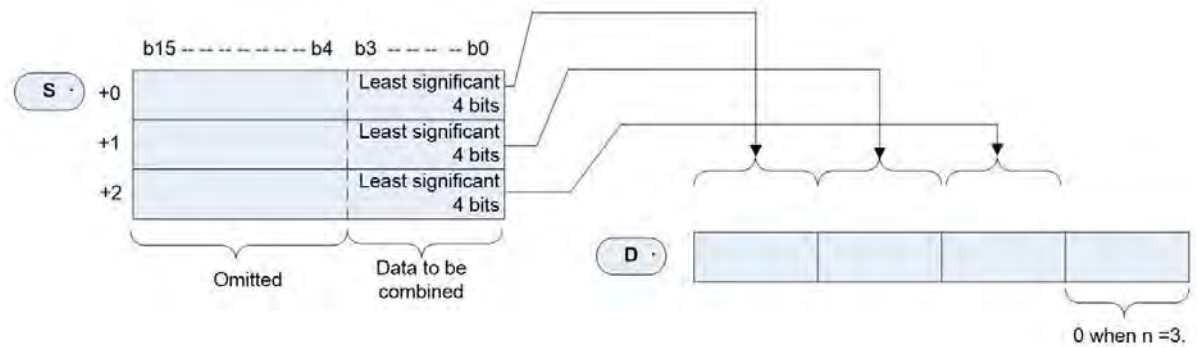 b15 -- -- -- -- -- -- -- b4 b3 -- -- -- -- b0
S · +0 Least significant
4 bits
+1 Least significant
4 bits
+2 Least significant
4 bits
Omitted
Data to be
combined
D ·
0 when n =3.